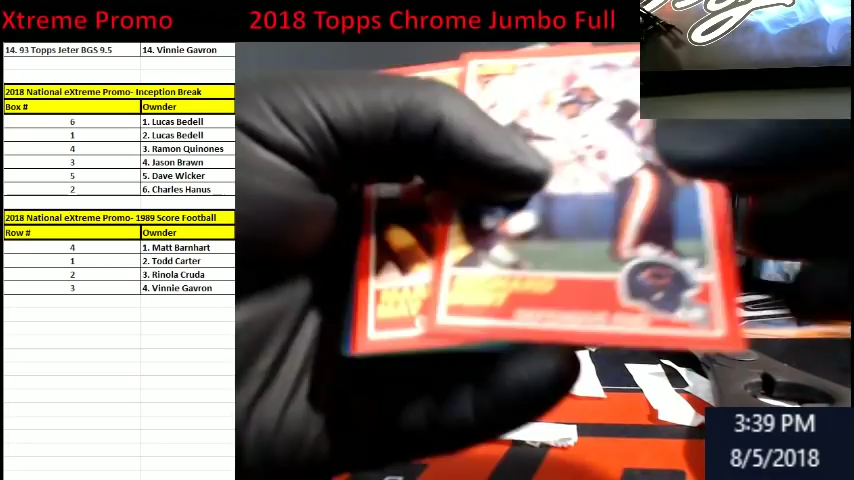 Xtreme Promo
2018 Topps Chrome Jumbo Full
14. 93 Topps Jeter BGS 9.5 14. Vinnie Gavron
2018 National eXtreme Promo- Inception Break
Box # Ownder
6 1. Lucas Bedell
1 2. Lucas Bedell
4 3. Ramon Quinones
3 4. Jason Brawn
5 5. Dave Wicker
2 6. Charles Hanus
2018 National eXtreme Promo- 1989 Score Football
Row # Ownder
4 1. Matt Barnhart
1 2. Todd Carter
2 3. Rinola Cruda
3 4. Vinnie Gavron
3:39 PM
8/5/2018